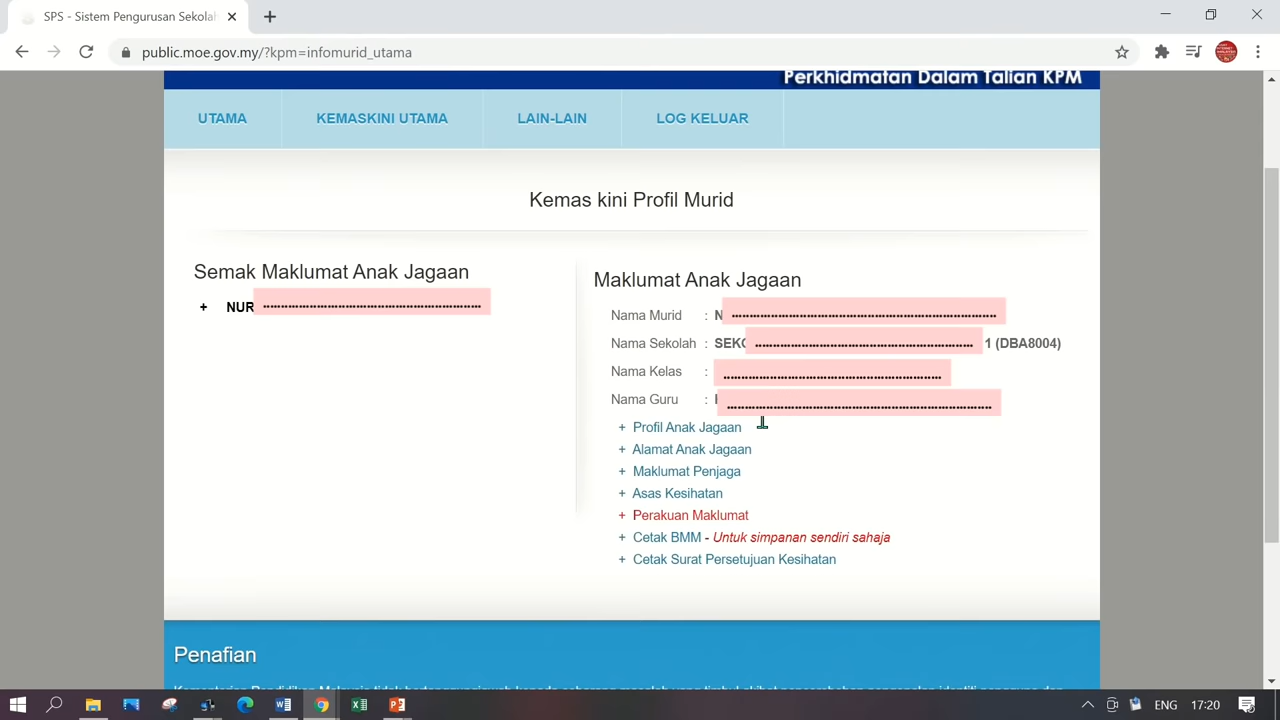 SPS - Sistem Pengurusan Sekolah
public.moe.gov.my/?kpm=infomurid_utama
Perkhidmatan Dalam Talian KPM
UTAMA KEMASKINI UTAMA LAIN-LAIN LOG KELUAR
Kemas kini Profil Murid
Semak Maklumat Anak Jagaan
+ NUR
Maklumat Anak Jagaan
Nama Murid : N
Nama Sekolah : SEK 1 (DBA8004)
Nama Kelas :
Nama Guru :
+ Profil Anak Jagaan
+ Alamat Anak Jagaan
+ Maklumat Penjaga
+ Asas Kesihatan
+ Perakuan Maklumat
+ Cetak BMM - Untuk simpanan sendiri sahaja
+ Cetak Surat Persetujuan Kesihatan
Penafian
ENG 17:20